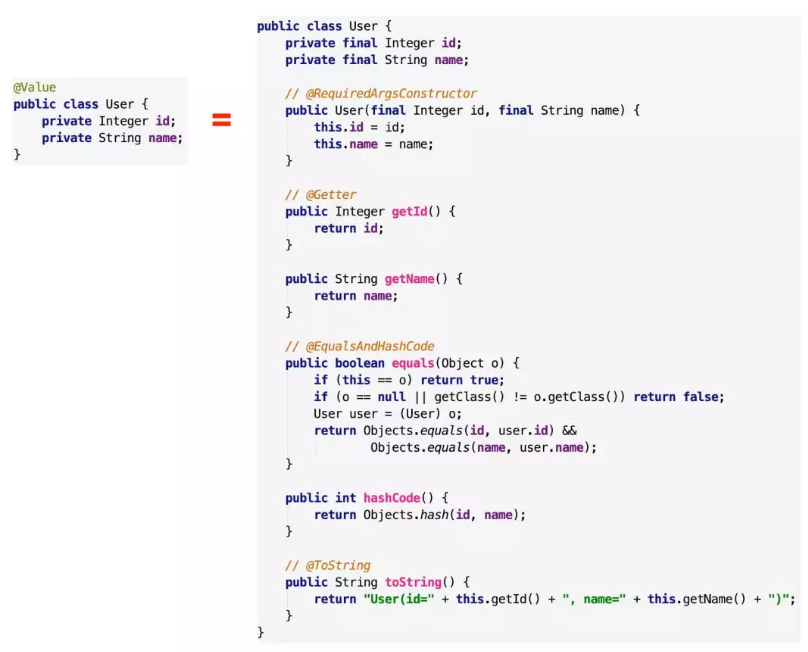 @Value
public class User {
    private Integer id;
    private String name;
}
=
public class User {
    private final Integer id;
    private final String name;

    // @RequiredArgsConstructor
    public User(final Integer id, final String name) {
        this.id = id;
        this.name = name;
    }

    // @Getter
    public Integer getId() {
        return id;
    }

    public String getName() {
        return name;
    }

    // @EqualsAndHashCode
    public boolean equals(Object o) {
        if (this == o) return true;
        if (o == null || getClass() != o.getClass()) return false;
        User user = (User) o;
        return Objects.equals(id, user.id) &&
                Objects.equals(name, user.name);
    }

    public int hashCode() {
        return Objects.hash(id, name);
    }

    // @ToString
    public String toString() {
        return "User(id=" + this.getId() + ", name=" + this.getName() + ")";
    }
}